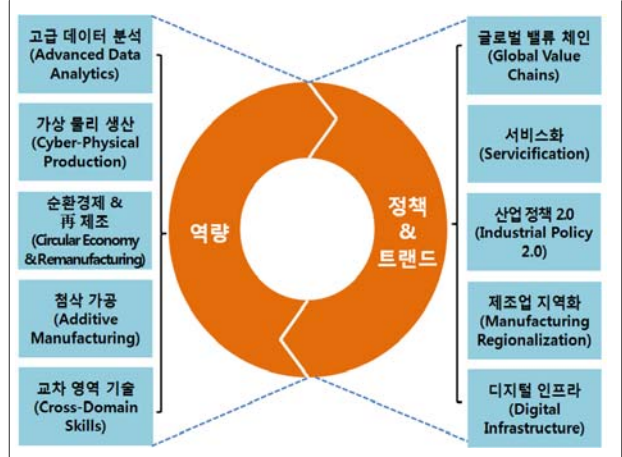 고급 데이터 분석
(Advanced Data
Analytics)
가상 물리 생산
(Cyber-Physical
Production)
순환경제 &
再 제조
(Circular Economy
& Remanufacturing)
첨삭 가공
(Additive
Manufacturing)
교차 영역 기술
(Cross-Domain
Skills)
역량
정책
&
트랜드
글로벌 밸류 체인
(Global Value
Chains)
서비스화
(Servicification)
산업 정책 2.0
(Industrial Policy
2.0)
제조업 지역화
(Manufacturing
Regionalization)
디지털 인프라
(Digital
Infrastructure)